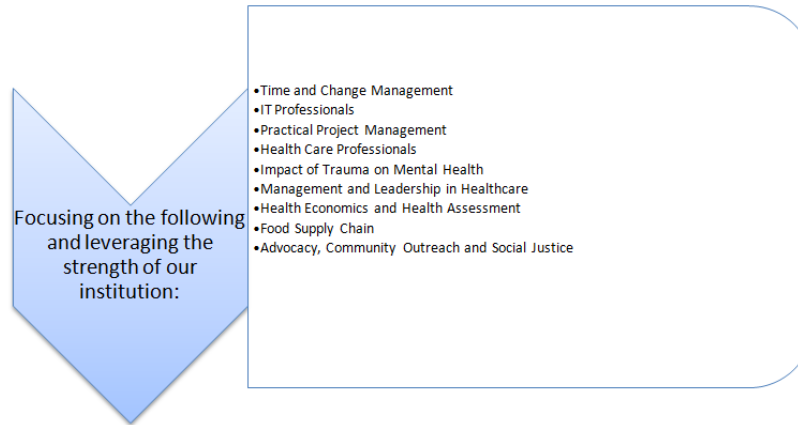 Focusing on the following
and leveraging the
strength of our
institution:
•Time and Change Management
•IT Professionals
•Practical Project Management
•Health Care Professionals
•Impact of Trauma on Mental Health
•Management and Leadership in Healthcare
•Health Economics and Health Assessment
•Food Supply Chain
•Advocacy, Community Outreach and Social Justice